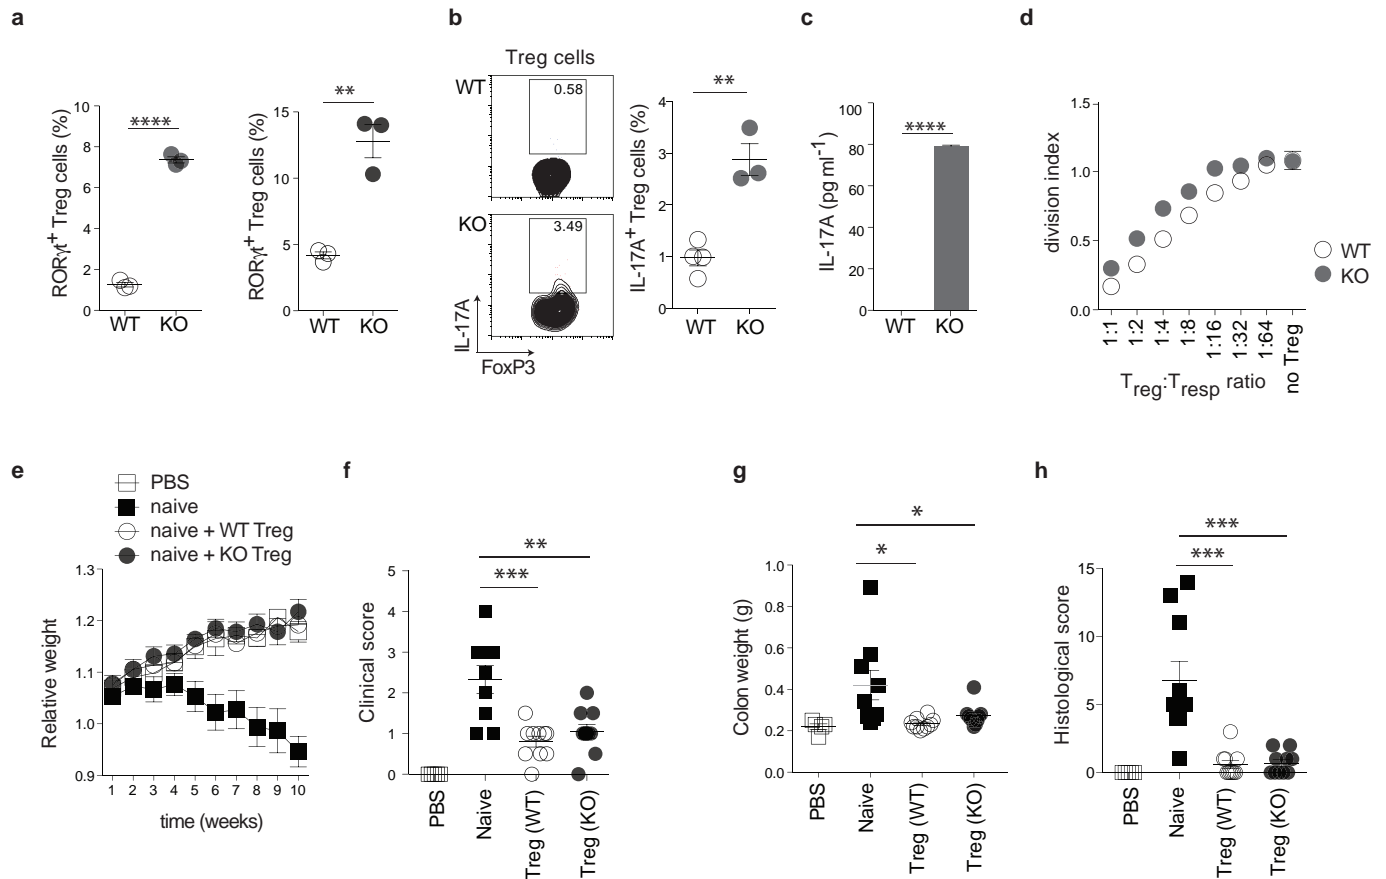 a
RORγt+ Treg cells (%)
10
8
6
4
2
0
****
WT KO
RORγt+ Treg cells (%)
15
10
5
0
**
WT KO
b
Treg cells
WT
0.58
KO
3.49
IL-17A
FoxP3
IL-17A+ Treg cells (%)
4
3
2
1
0
**
WT KO
c
IL-17A (pg ml-1)
100
80
60
40
20
0
****
WT KO
d
division index
1.5
1.0
0.5
0.0
1:1 1:2 1:4 1:8 1:16 1:32 1:64 no Treg
Treg:Tresp ratio
WT
KO
e
PBS
naive
naive + WT Treg
naive + KO Treg
Relative weight
1.3
1.2
1.1
1.0
0.9
1 2 3 4 5 6 7 8 9 10
time (weeks)
f
Clinical score
5
4
3
2
1
0
**
***
PBS Naive Treg (WT) Treg (KO)
g
Colon weight (g)
1.0
0.8
0.6
0.4
0.2
0.0
*
*
PBS Naive Treg (WT) Treg (KO)
h
Histological score
15
10
5
0
***
***
PBS Naive Treg (WT) Treg (KO)